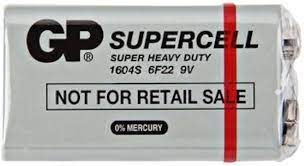 GP® SUPERCELL
SUPER HEAVY DUTY
1604S 6F22 9V
NOT FOR RETAIL SALE
0% MERCURY